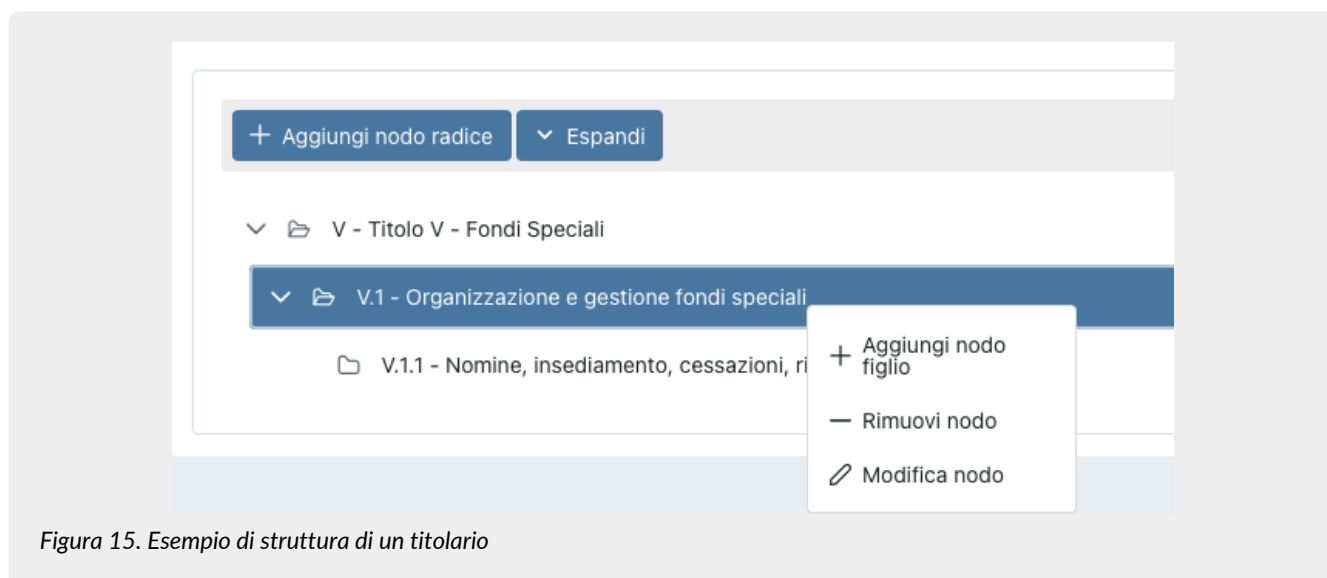 Aggiungi nodo radice Espandi
V - Titolo V - Fondi Speciali
V.1 - Organizzazione e gestione fondi speciali
V.1.1 - Nomine, insediamento, cessazioni, ri
Aggiungi nodo
figlio
Rimuovi nodo
Modifica nodo
Figura 15. Esempio di struttura di un titolario